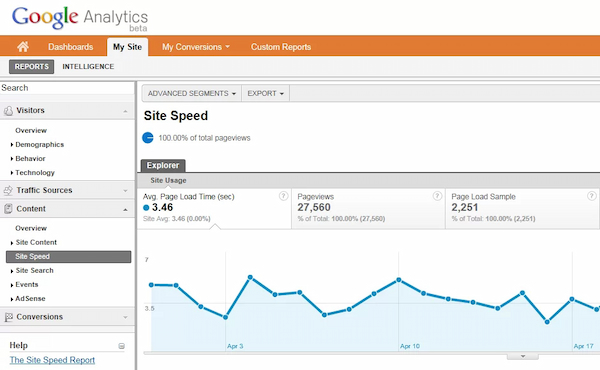 Google Analytics
beta
Dashboards My Site My Conversions Custom Reports
REPORTS INTELLIGENCE
Search
Visitors
Overview
Demographics
Behavior
Technology
Traffic Sources
Content
Overview
Site Content
Site Speed
Site Search
Events
AdSense
Conversions
Help
The Site Speed Report
ADVANCED SEGMENTS EXPORT
Site Speed
100.00% of total pageviews
Explorer
Site Usage
Avg. Page Load Time (sec) ?
3.46
Site Avg: 3.46 (0.00%)
Pageviews ?
27,560
% of Total: 100.00% (27,560)
Page Load Sample ?
2,251
% of Total: 100.00% (2,251)
7
3.5
Apr 3 Apr 10 Apr 17